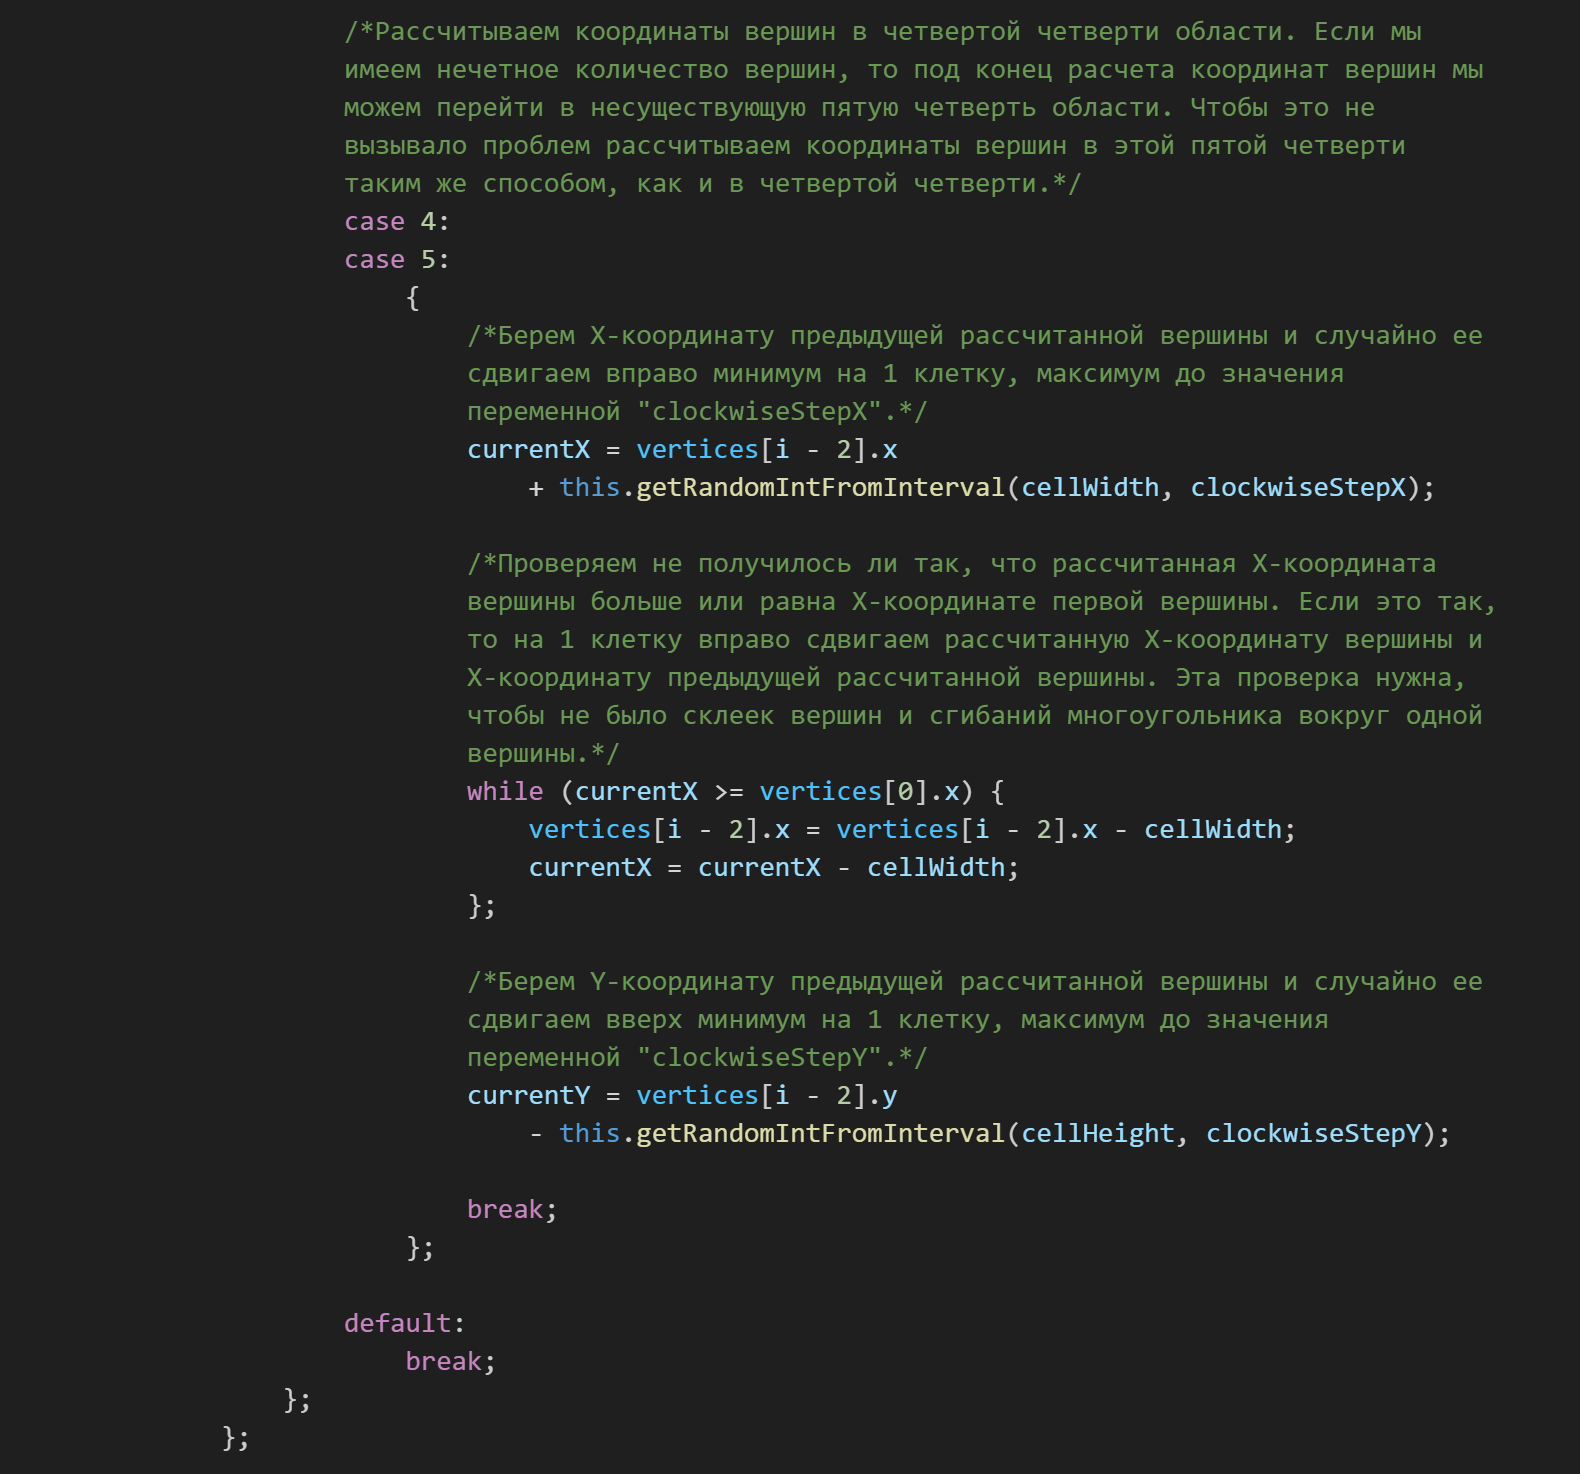 /*Рассчитываем координаты вершин в четвертой четверти области. Если мы
имеем нечетное количество вершин, то под конец расчета координат вершин мы
можем перейти в несуществующую пятую четверть области. Чтобы это не
вызывало проблем рассчитываем координаты вершин в этой пятой четверти
таким же способом, как и в четвертой четверти.*/
case 4:
case 5:
{
/*Берем X-координату предыдущей рассчитанной вершины и случайно ее
сдвигаем вправо минимум на 1 клетку, максимум до значения
переменной "clockwiseStepX".*/
currentX = vertices[i - 2].x
+ this.getRandomIntFromInterval(cellWidth, clockwiseStepX);
/*Проверяем не получилось ли так, что рассчитанная X-координата
вершины больше или равна X-координате первой вершины. Если это так,
то на 1 клетку вправо сдвигаем рассчитанную X-координату вершины и
X-координату предыдущей рассчитанной вершины. Эта проверка нужна,
чтобы не было склеек вершин и сгибаний многоугольника вокруг одной
вершины.*/
while (currentX >= vertices[0].x) {
vertices[i - 2].x = vertices[i - 2].x - cellWidth;
currentX = currentX - cellWidth;
};
/*Берем Y-координату предыдущей рассчитанной вершины и случайно ее
сдвигаем вверх минимум на 1 клетку, максимум до значения
переменной "clockwiseStepY".*/
currentY = vertices[i - 2].y
- this.getRandomIntFromInterval(cellHeight, clockwiseStepY);
break;
};
default:
break;
};
};